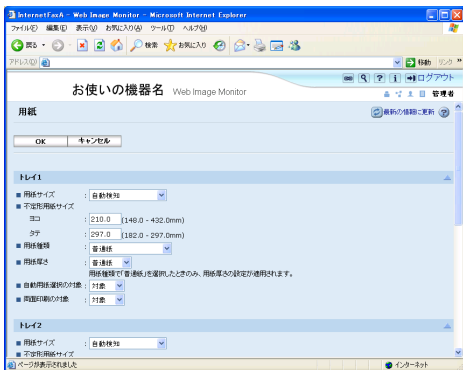 InternetFaxA - Web Image Monitor - Microsoft Internet Explorer
ファイル(F) 編集(E) 表示(V) お気に入り(A) ツール(T) ヘルプ(H)
戻る 検索 お気に入り
アドレス(D) 移動 リンク »
ログアウト
お使いの機器名 Web Image Monitor
管理者
用紙 最新の情報に更新
OK キャンセル
トレイ1
■ 用紙サイズ : 自動検知
■ 不定形用紙サイズ
ヨコ : 210.0 (148.0 - 432.0mm)
タテ : 297.0 (182.0 - 297.0mm)
■ 用紙種類 : 普通紙
■ 用紙厚さ : 普通紙
用紙種類で「普通紙」を選択したときのみ、用紙厚さの設定が適用されます。
■ 自動用紙選択の対象 : 対象
■ 両面印刷の対象 : 対象
トレイ2
■ 用紙サイズ : 自動検知
■ 不定形用紙サイズ
ページが表示されました インターネット